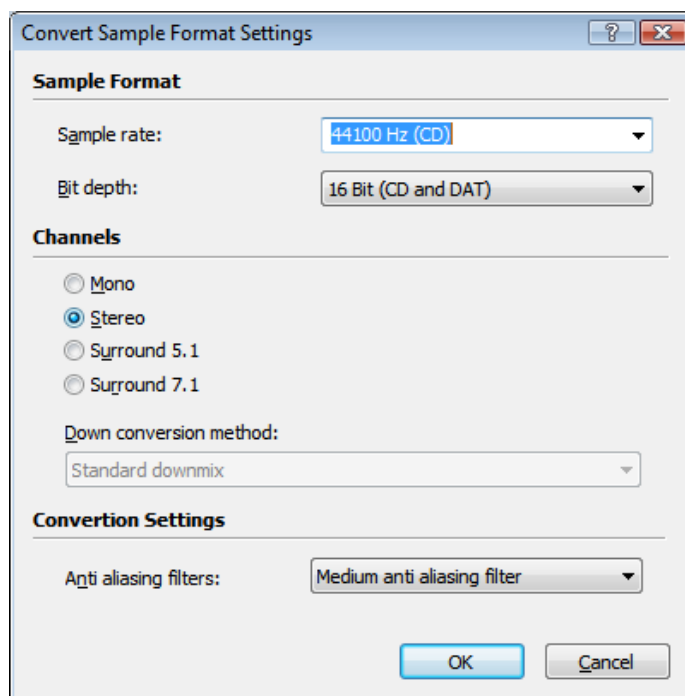 Convert Sample Format Settings
?
Sample Format
Sample rate: 44100 Hz (CD)
Bit depth: 16 Bit (CD and DAT)
Channels
Mono
Stereo
Surround 5.1
Surround 7.1
Down conversion method:
Standard downmix
Convertion Settings
Anti aliasing filters: Medium anti aliasing filter
OK Cancel